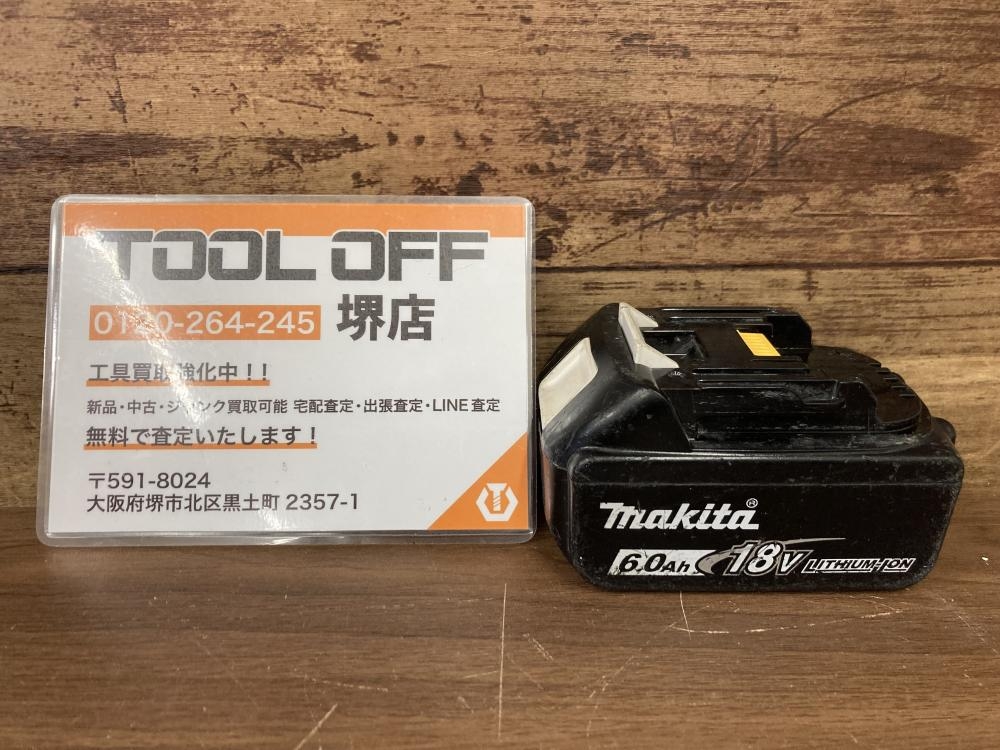 TOOL OFF
0120-264-245 堺店
工具買取強化中!!
新品・中古・ジャンク買取可能 宅配査定・出張査定・LINE査定
無料で査定いたします!
〒591-8024
大阪府堺市北区黒土町 2357-1
makita®
6.0Ah 18V LITHIUM-ION